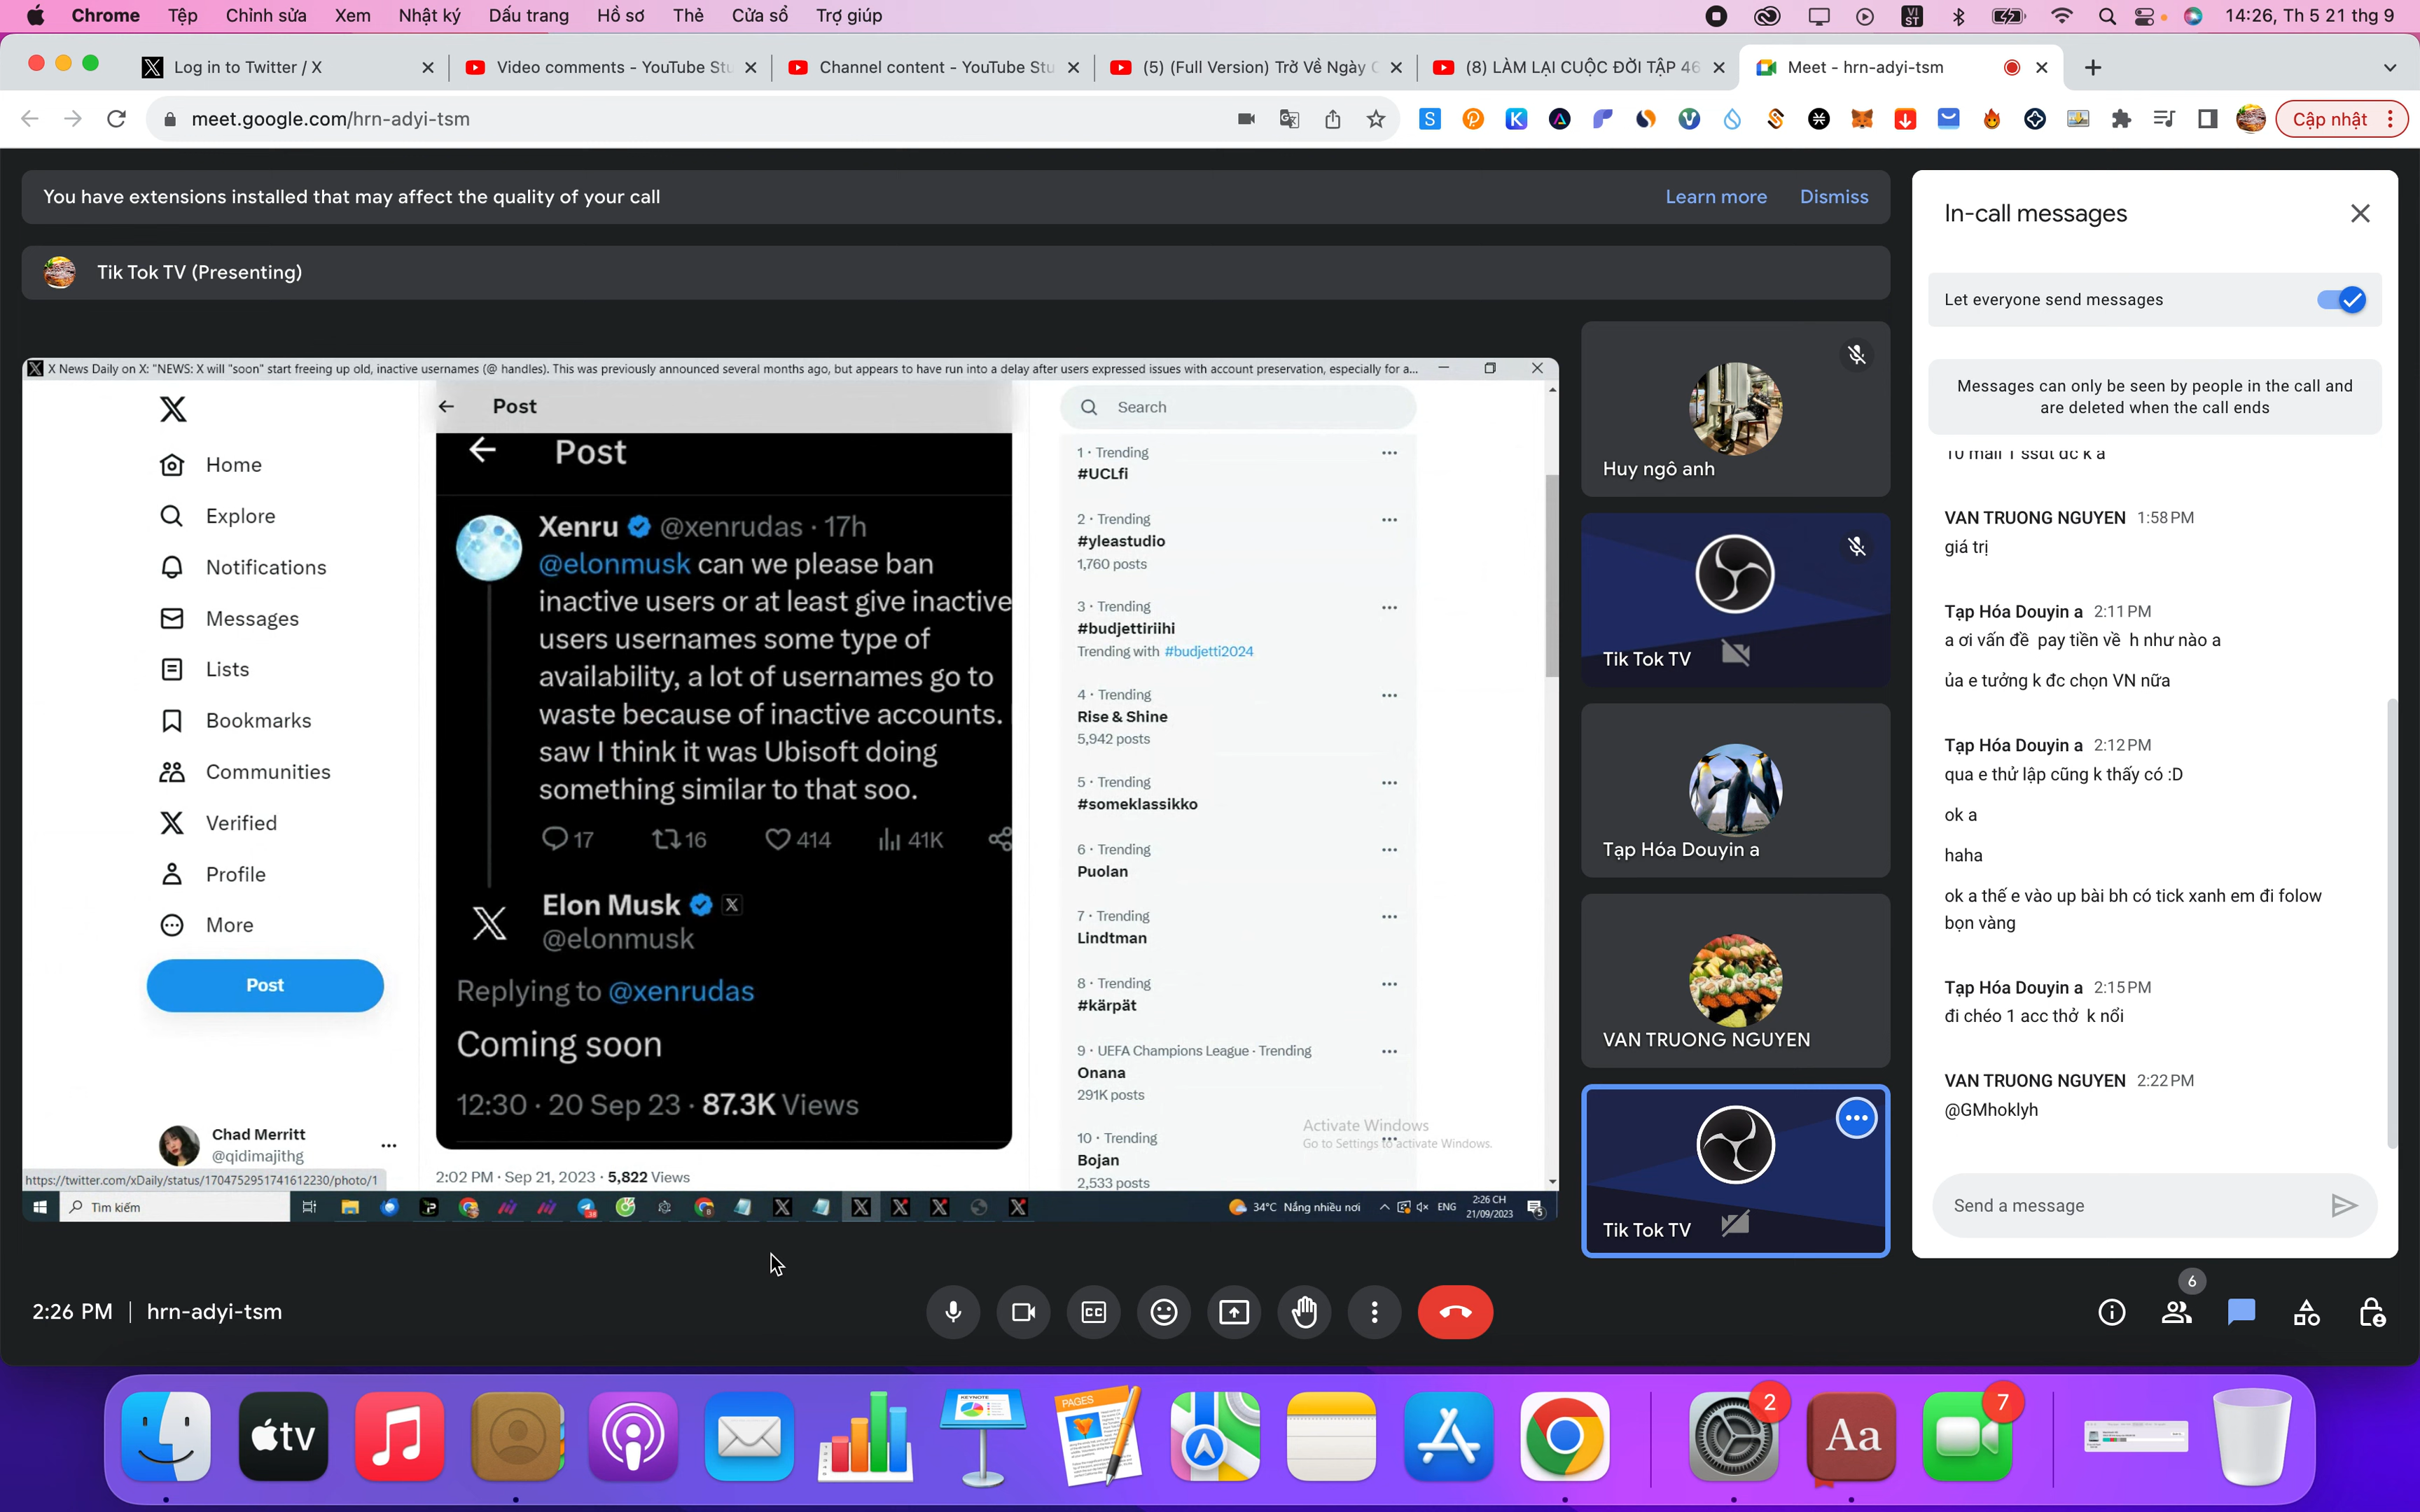 Chrome Tệp Chỉnh sửa Xem Nhật ký Dấu trang Hồ sơ Thẻ Cửa sổ Trợ giúp
VI
ST
14:26, Th 5 21 thg 9
Log in to Twitter / X
Video comments - YouTube Stu
Channel content - YouTube Stu
(5) (Full Version) Trở Về Ngày C
(8) LÀM LẠI CUỘC ĐỜI TẬP 46
Meet - hrn-adyi-tsm
meet.google.com/hrn-adyi-tsm
Cập nhật
You have extensions installed that may affect the quality of your call
Learn more
Dismiss
Tik Tok TV (Presenting)
X News Daily on X: "NEWS: X will "soon" start freeing up old, inactive usernames (@ handles). This was previously announced several months ago, but appears to have run into a delay after users expressed issues with account preservation, especially for a...
Home
Explore
Notifications
Messages
Lists
Bookmarks
Communities
Verified
Profile
More
Post
Chad Merritt
@qidimajithg
https://twitter.com/xDaily/status/1704752951741612230/photo/1
Post
Post
Xenru @xenrudas · 17h
@elonmusk can we please ban
inactive users or at least give inactive
users usernames some type of
availability, a lot of usernames go to
waste because of inactive accounts.
saw I think it was Ubisoft doing
something similar to that soo.
17 16 414 41K
Elon Musk
@elonmusk
Replying to @xenrudas
Coming soon
12:30 · 20 Sep 23 · 87.3K Views
2:02 PM · Sep 21, 2023 · 5,822 Views
Search
1 · Trending
#UCLfi
2 · Trending
#yleastudio
1,760 posts
3 · Trending
#budjettiriihi
Trending with #budjetti2024
4 · Trending
Rise & Shine
5,942 posts
5 · Trending
#someklassikko
6 · Trending
Puolan
7 · Trending
Lindtman
8 · Trending
#kärpät
9 · UEFA Champions League · Trending
Onana
291K posts
10 · Trending
Bojan
2,533 posts
Activate Windows
Go to Settings to activate Windows.
Tìm kiếm
34°C Nắng nhiều nơi
ENG
2:26 CH
21/09/2023
Huy ngô anh
Tik Tok TV
Tạp Hóa Douyin a
VAN TRUONG NGUYEN
Tik Tok TV
In-call messages
Let everyone send messages
Messages can only be seen by people in the call and
are deleted when the call ends
10 mail 1 ssdt dc k a
VAN TRUONG NGUYEN 1:58 PM
giá trị
Tạp Hóa Douyin a 2:11 PM
a ơi vấn đề pay tiền về h như nào a
ủa e tưởng k đc chọn VN nữa
Tạp Hóa Douyin a 2:12 PM
qua e thử lập cũng k thấy có :D
ok a
haha
ok a thế e vào up bài bh có tick xanh em đi folow
bọn vàng
Tạp Hóa Douyin a 2:15 PM
đi chéo 1 acc thở k nổi
VAN TRUONG NGUYEN 2:22 PM
@GMhoklyh
Send a message
2:26 PM | hrn-adyi-tsm
6
tv
KEYNOTE
PAGES
2
Aa
7